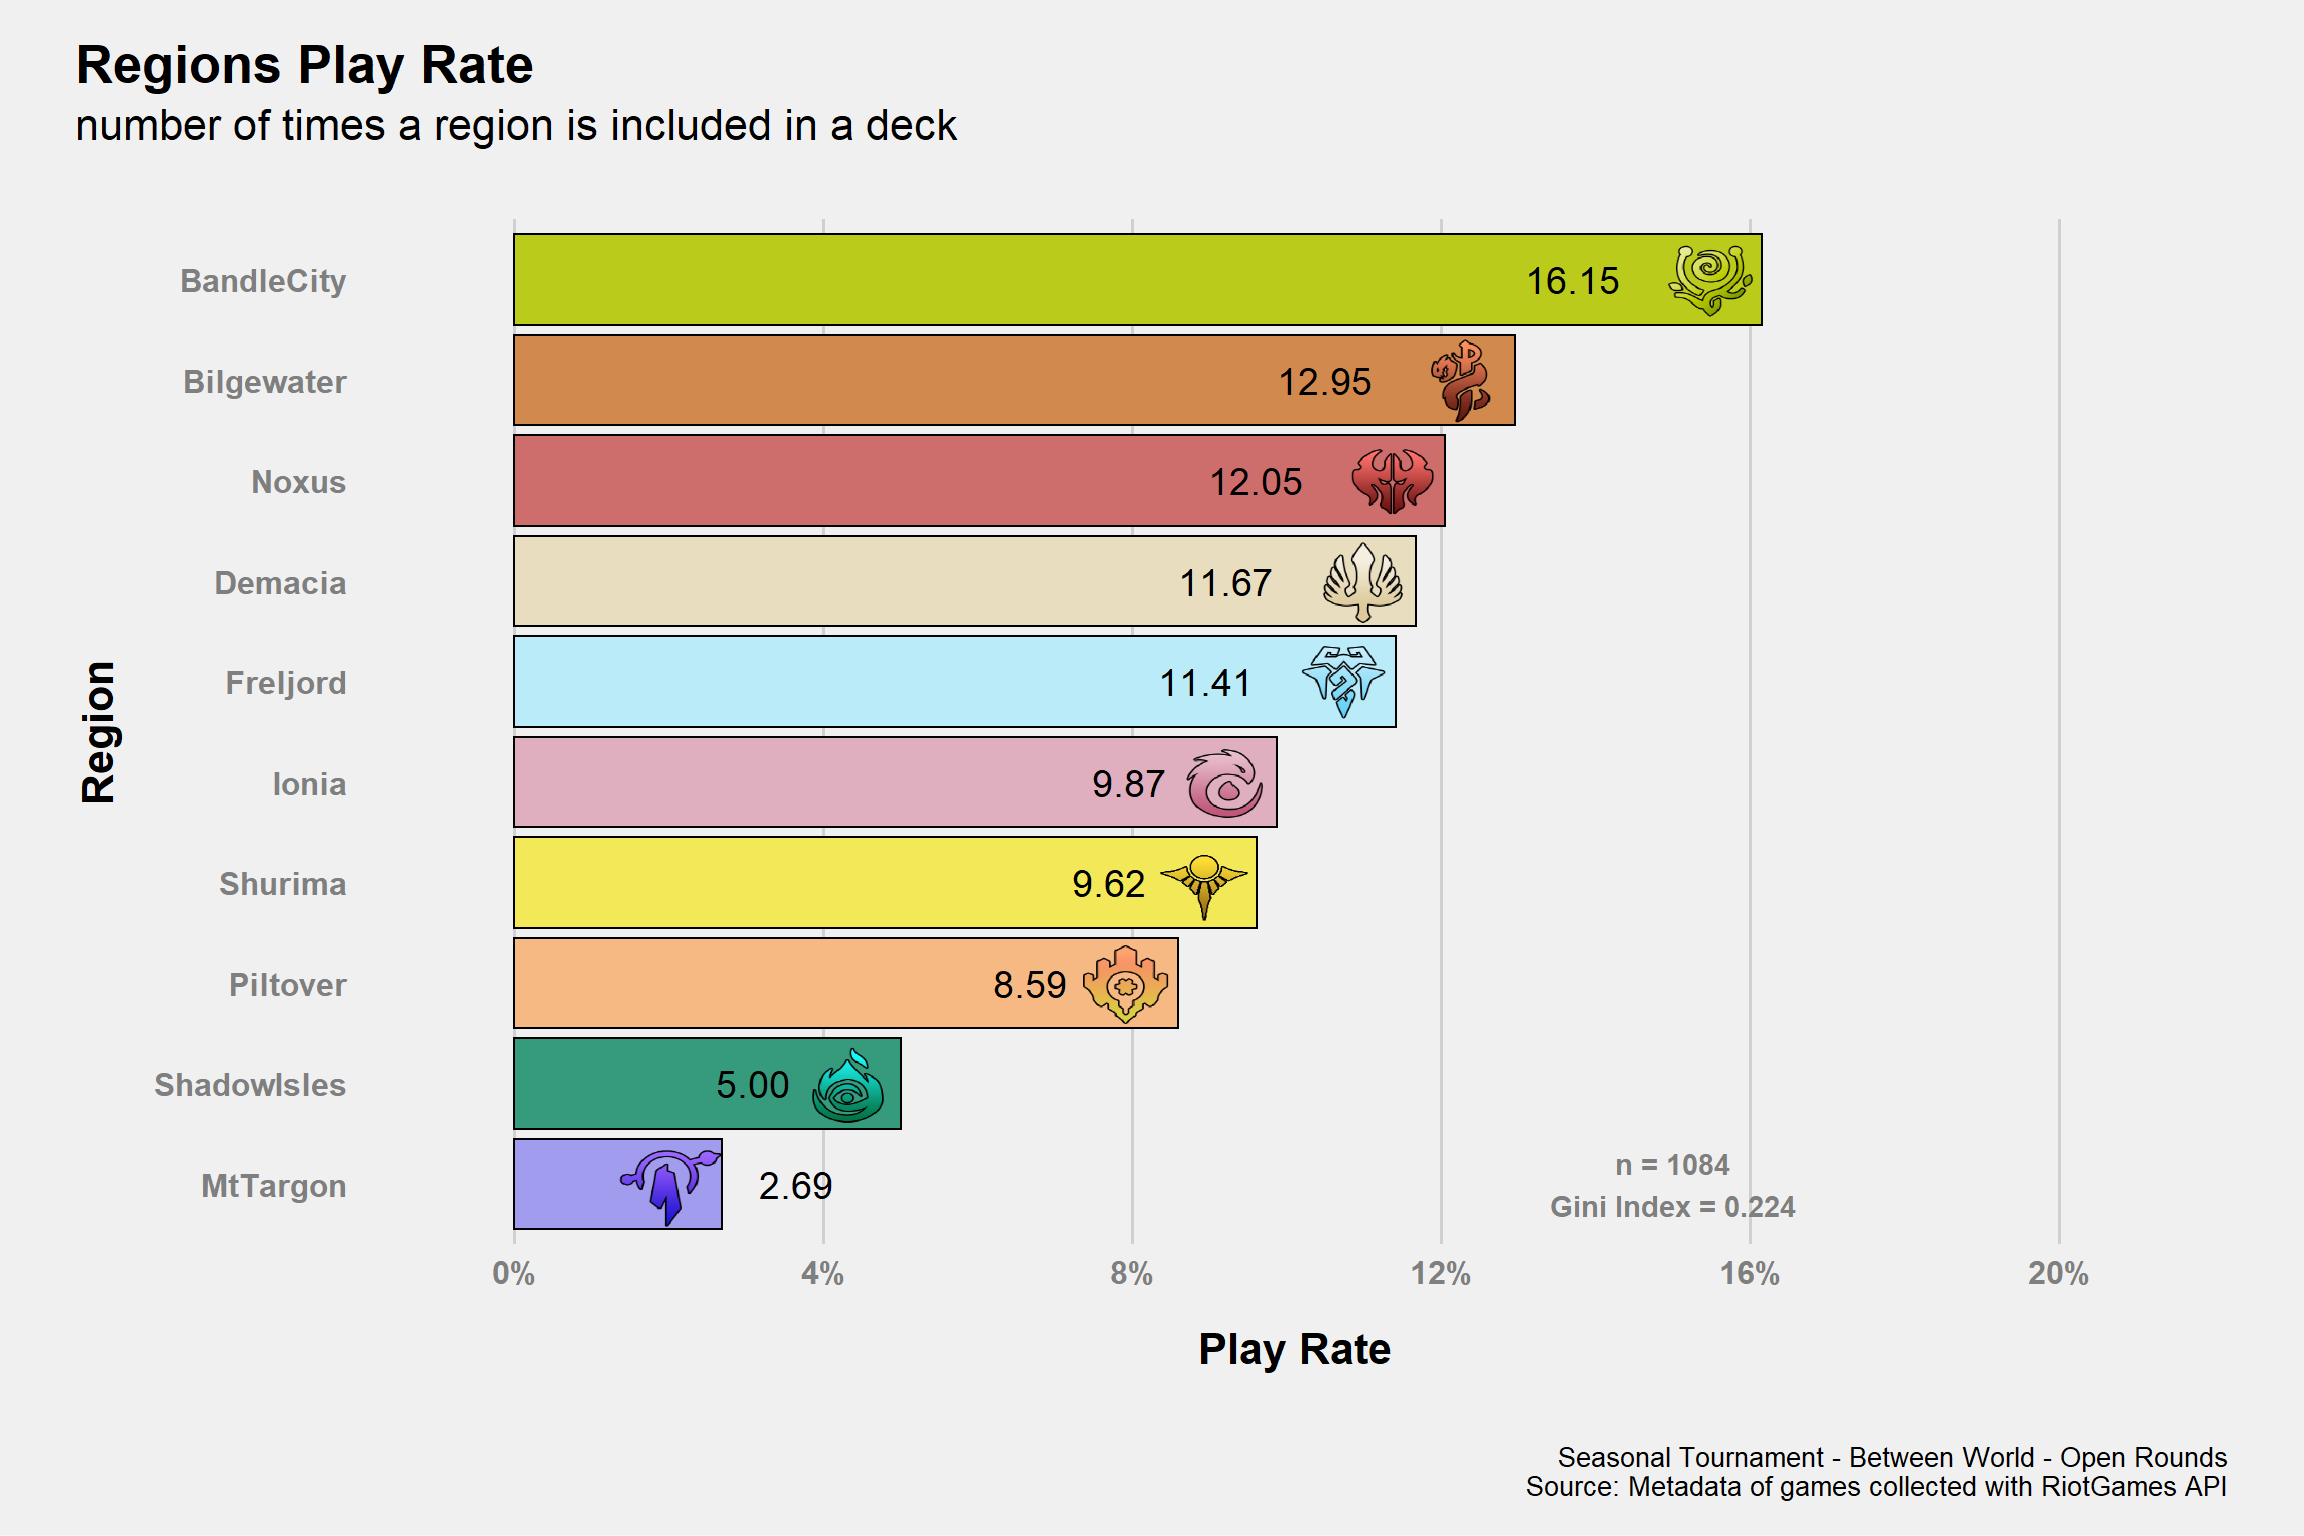 Regions Play Rate
number of times a region is included in a deck
Region
BandleCity 16.15
Bilgewater 12.95
Noxus 12.05
Demacia 11.67
Freljord 11.41
Ionia 9.87
Shurima 9.62
Piltover 8.59
ShadowIsles 5.00
MtTargon 2.69
n = 1084
Gini Index = 0.224
0% 4% 8% 12% 16% 20%
Play Rate
Seasonal Tournament - Between World - Open Rounds
Source: Metadata of games collected with RiotGames API